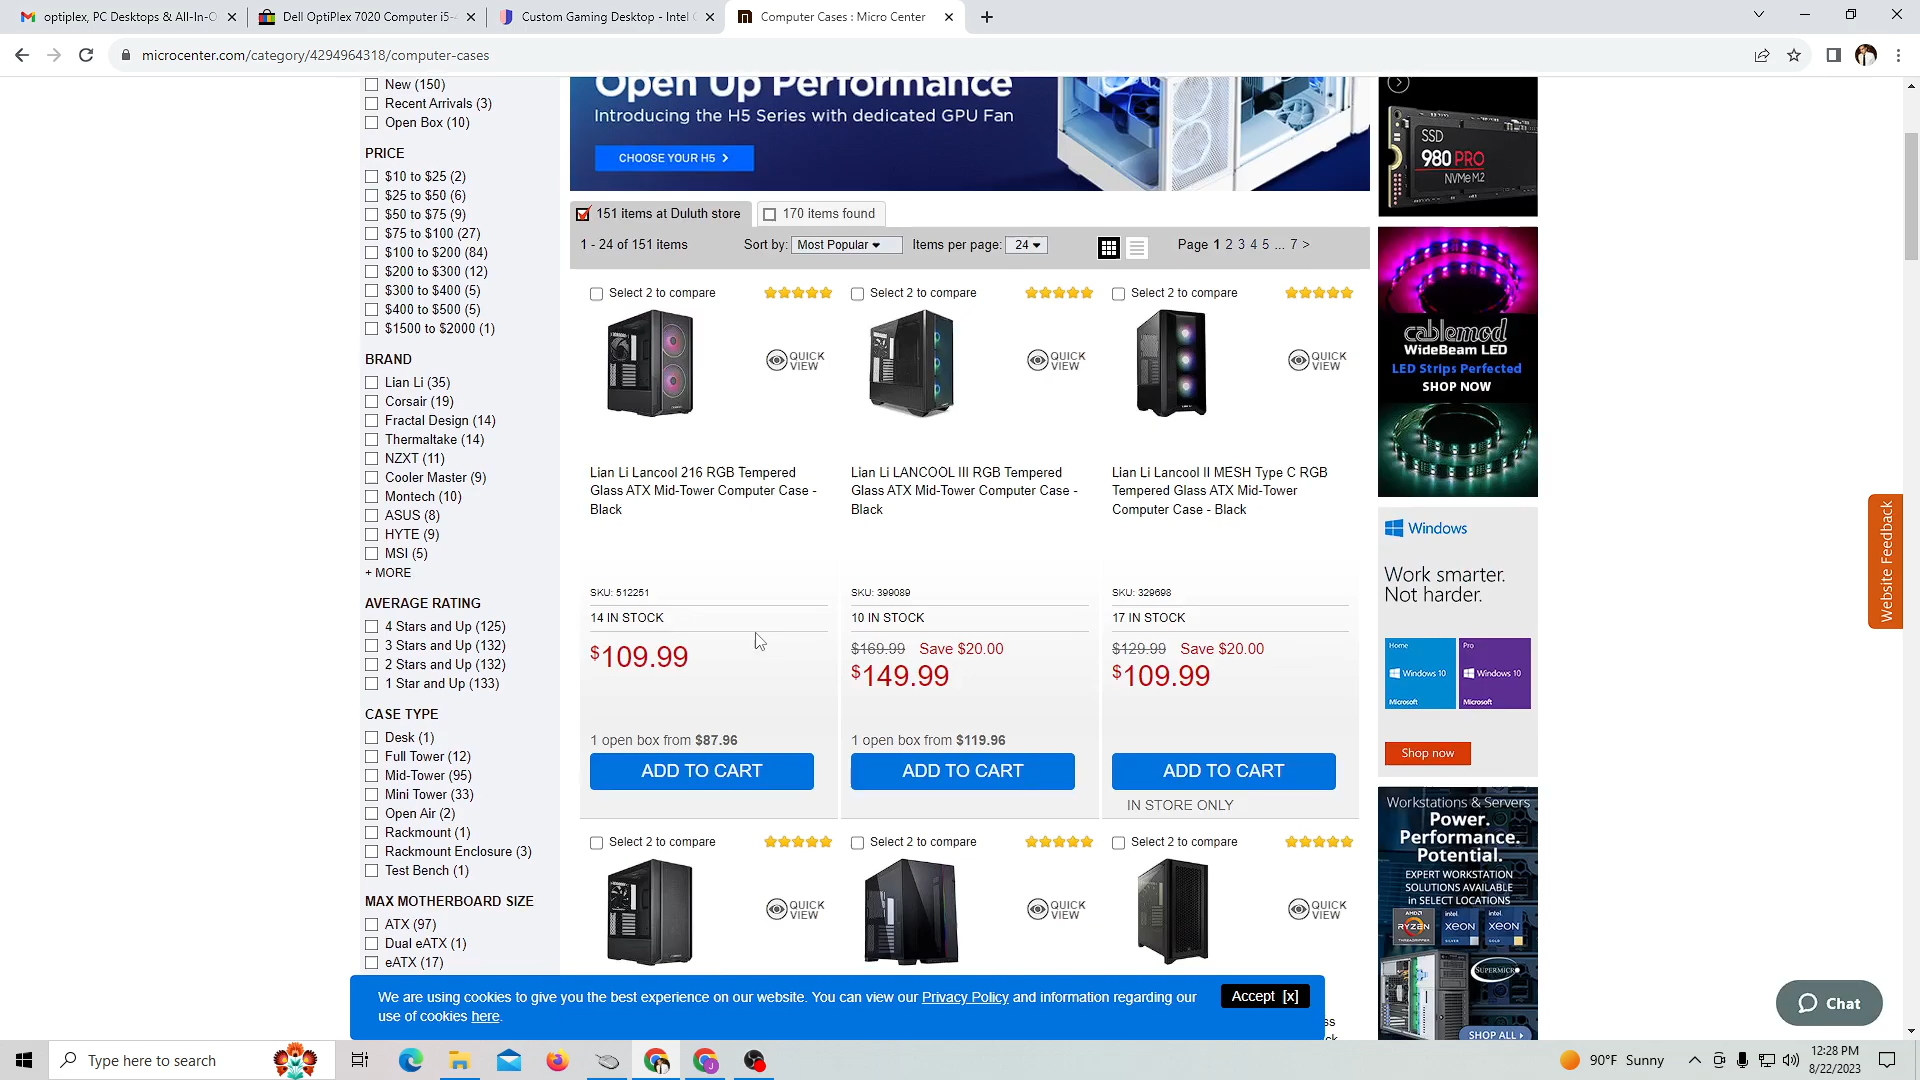 optiplex, PC Desktops & All-In-O
Dell OptiPlex 7020 Computer i5-
Custom Gaming Desktop - Intel
Computer Cases : Micro Center
microcenter.com/category/4294964318/computer-cases
New (150)
Recent Arrivals (3)
Open Box (10)
PRICE
$10 to $25 (2)
$25 to $50 (6)
$50 to $75 (9)
$75 to $100 (27)
$100 to $200 (84)
$200 to $300 (12)
$300 to $400 (5)
$400 to $500 (5)
$1500 to $2000 (1)
BRAND
Lian Li (35)
Corsair (19)
Fractal Design (14)
Thermaltake (14)
NZXT (11)
Cooler Master (9)
Montech (10)
ASUS (8)
HYTE (9)
MSI (5)
+ MORE
AVERAGE RATING
4 Stars and Up (125)
3 Stars and Up (132)
2 Stars and Up (132)
1 Star and Up (133)
CASE TYPE
Desk (1)
Full Tower (12)
Mid-Tower (95)
Mini Tower (33)
Open Air (2)
Rackmount (1)
Rackmount Enclosure (3)
Test Bench (1)
MAX MOTHERBOARD SIZE
ATX (97)
Dual eATX (1)
eATX (17)
Open Up Performance
Introducing the H5 Series with dedicated GPU Fan
CHOOSE YOUR H5 >
151 items at Duluth store
170 items found
1 - 24 of 151 items
Sort by: Most Popular
Items per page: 24
Page 1 2 3 4 5 ... 7 >
Select 2 to compare
QUICK
VIEW
Lian Li Lancool 216 RGB Tempered
Glass ATX Mid-Tower Computer Case -
Black
SKU: 512251
14 IN STOCK
$109.99
1 open box from $87.96
ADD TO CART
Select 2 to compare
QUICK
VIEW
Lian Li LANCOOL III RGB Tempered
Glass ATX Mid-Tower Computer Case -
Black
SKU: 399089
10 IN STOCK
$169.99 Save $20.00
$149.99
1 open box from $119.96
ADD TO CART
Select 2 to compare
QUICK
VIEW
Lian Li Lancool II MESH Type C RGB
Tempered Glass ATX Mid-Tower
Computer Case - Black
SKU: 329698
17 IN STOCK
$129.99 Save $20.00
$109.99
ADD TO CART
IN STORE ONLY
Select 2 to compare
QUICK
VIEW
Select 2 to compare
QUICK
VIEW
Select 2 to compare
QUICK
VIEW
SSD
980 PRO
NVMe M.2
cablemod
WideBeam LED
LED Strips Perfected
SHOP NOW
Windows
Work smarter.
Not harder.
Home
Windows 10
Microsoft
Pro
Windows 10
Microsoft
Shop now
Workstations & Servers
Power.
Performance.
Potential.
EXPERT WORKSTATION
SOLUTIONS AVAILABLE
in SELECT LOCATIONS
AMD
RYZEN
intel
XEON
intel
XEON
SUPERMICRO
SHOP ALL
Website Feedback
We are using cookies to give you the best experience on our website. You can view our Privacy Policy and information regarding our
use of cookies here.
Accept [x]
ss
ck
Chat
Type here to search
90°F Sunny
12:28 PM
8/22/2023